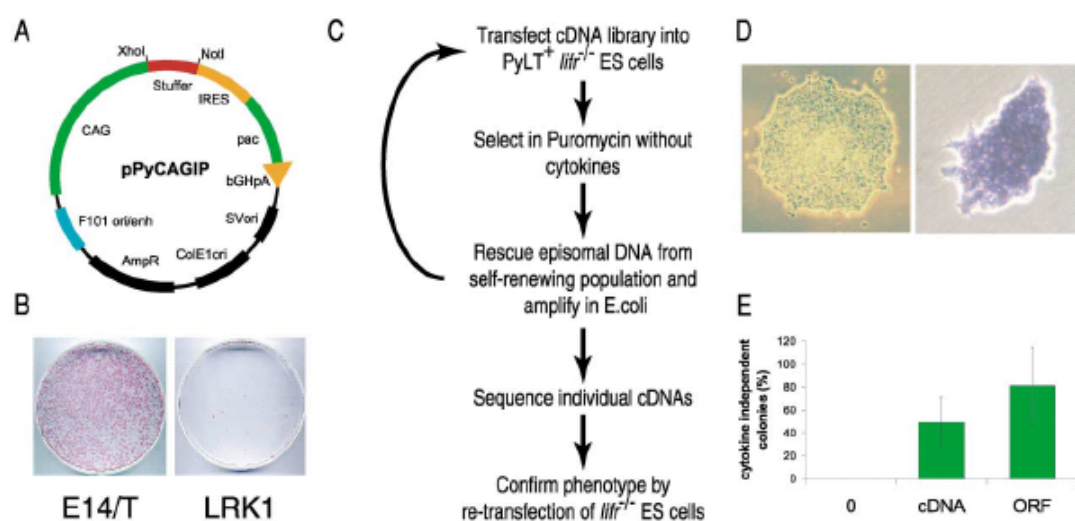 A
XhoI
NotI
Stuffer
IRES
CAG
pac
pPyCAGIP
bGHpA
F101 ori/enh
SVori
AmpR
ColE1ori
B
E14/T
LRK1
C
Transfect cDNA library into
PyLT+ lifr-/- ES cells
Select in Puromycin without
cytokines
Rescue episomal DNA from
self-renewing population and
amplify in E.coli
Sequence individual cDNAs
Confirm phenotype by
re-transfection of lifr-/- ES cells
D
E
cytokine independent
colonies (%)
120
100
80
60
40
20
0
0
cDNA
ORF